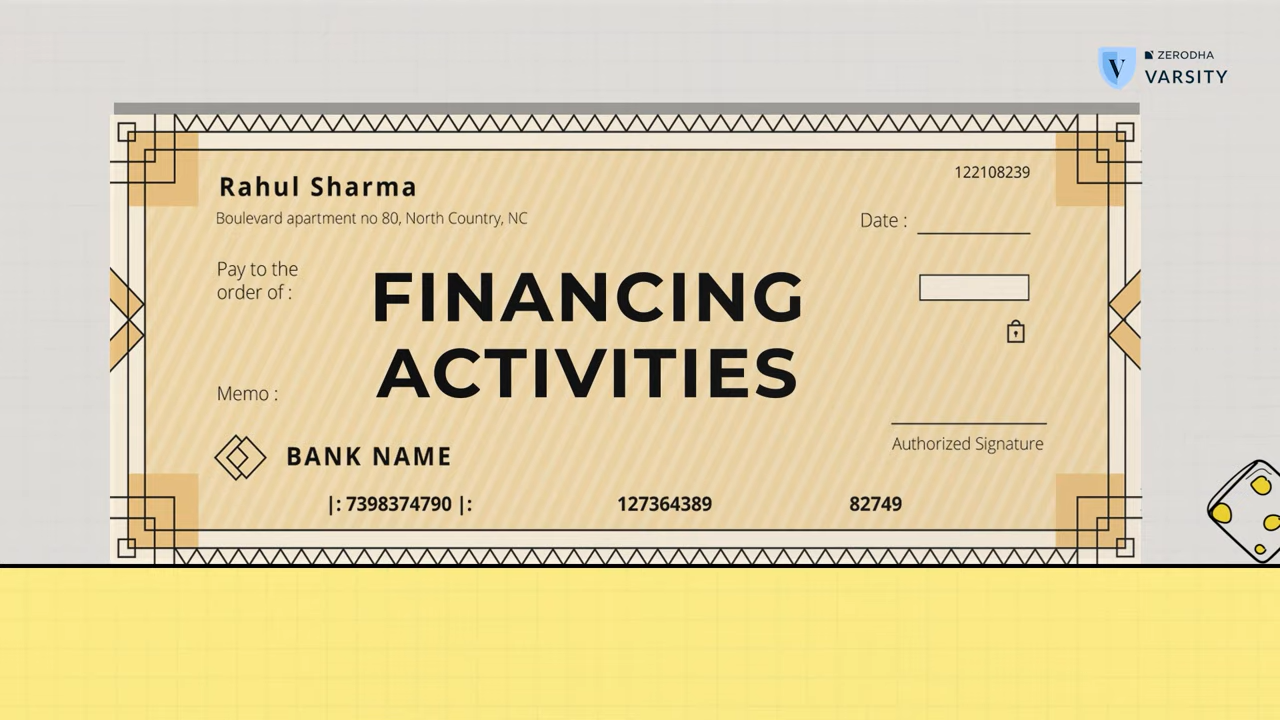 ZERODHA
VARSITY
Rahul Sharma
122108239
Boulevard apartment no 80, North Country, NC
Date :
Pay to the
order of :
FINANCING
ACTIVITIES
Memo :
Authorized Signature
BANK NAME
|: 7398374790 |: 127364389 82749